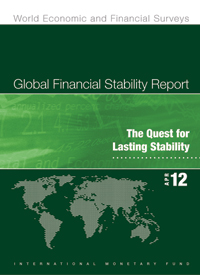 World Economic and Financial Surveys
Global Financial Stability Report
The Quest for
Lasting Stability
APR 12
INTERNATIONAL MONETARY FUND